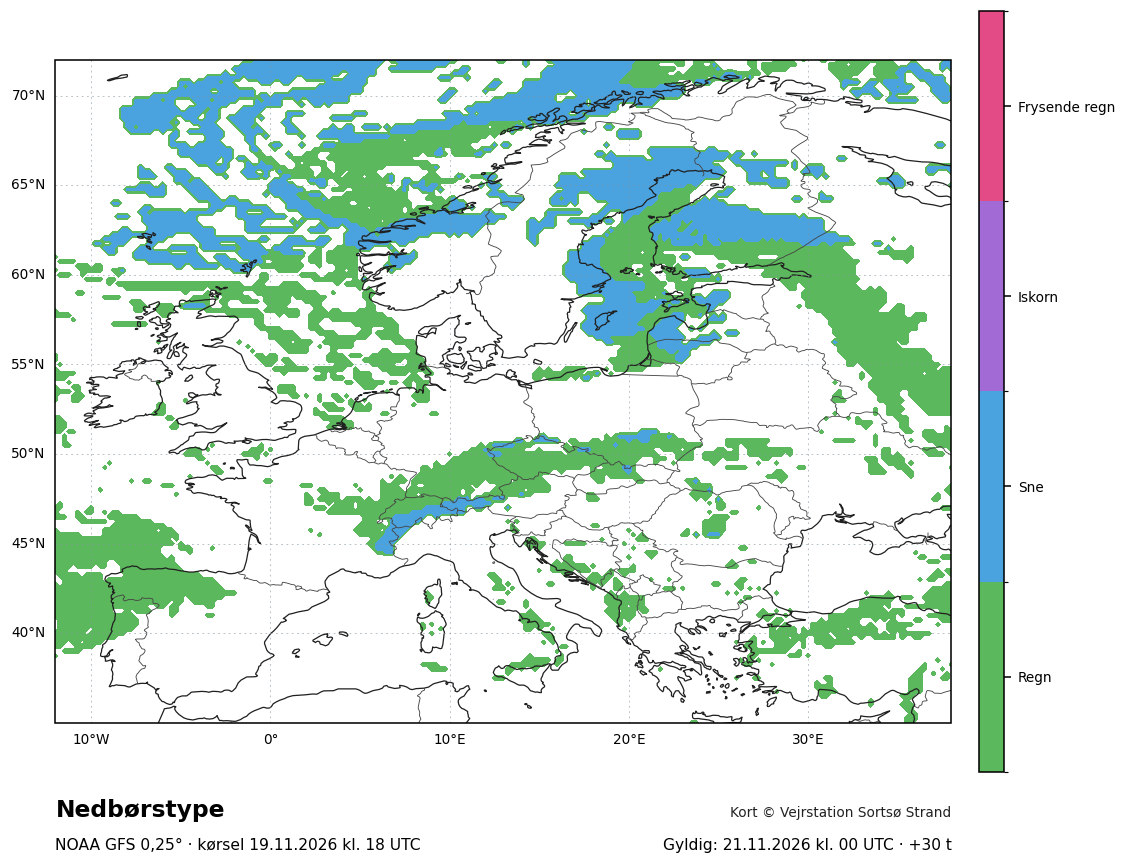 70°N
65°N
60°N
55°N
50°N
45°N
40°N
10°W
0°
10°E
20°E
30°E
Frysende regn
Iskorn
Sne
Regn
Nedbørstype
Kort © Vejrstation Sortsø Strand
NOAA GFS 0,25° · kørsel 19.11.2026 kl. 18 UTC
Gyldig: 21.11.2026 kl. 00 UTC · +30 t